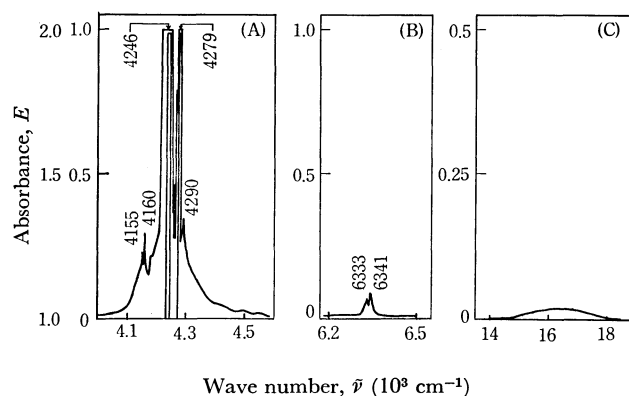 Absorbance, E
2.0 1.0 (A)
4246
4279
1.5 0.5
4155
4160
4290
1.0 0
4.1 4.3 4.5
1.0 (B)
0.5
6333
6341
0
6.2 6.5
0.5 (C)
0.25
0
14 16 18
Wave number, ν̃ (10³ cm⁻¹)